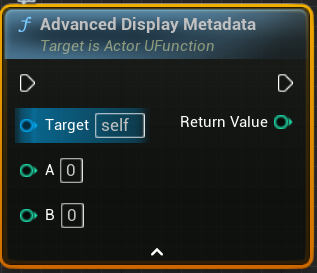 f Advanced Display Metadata
Target is Actor UFunction
Target self Return Value
A 0
B 0